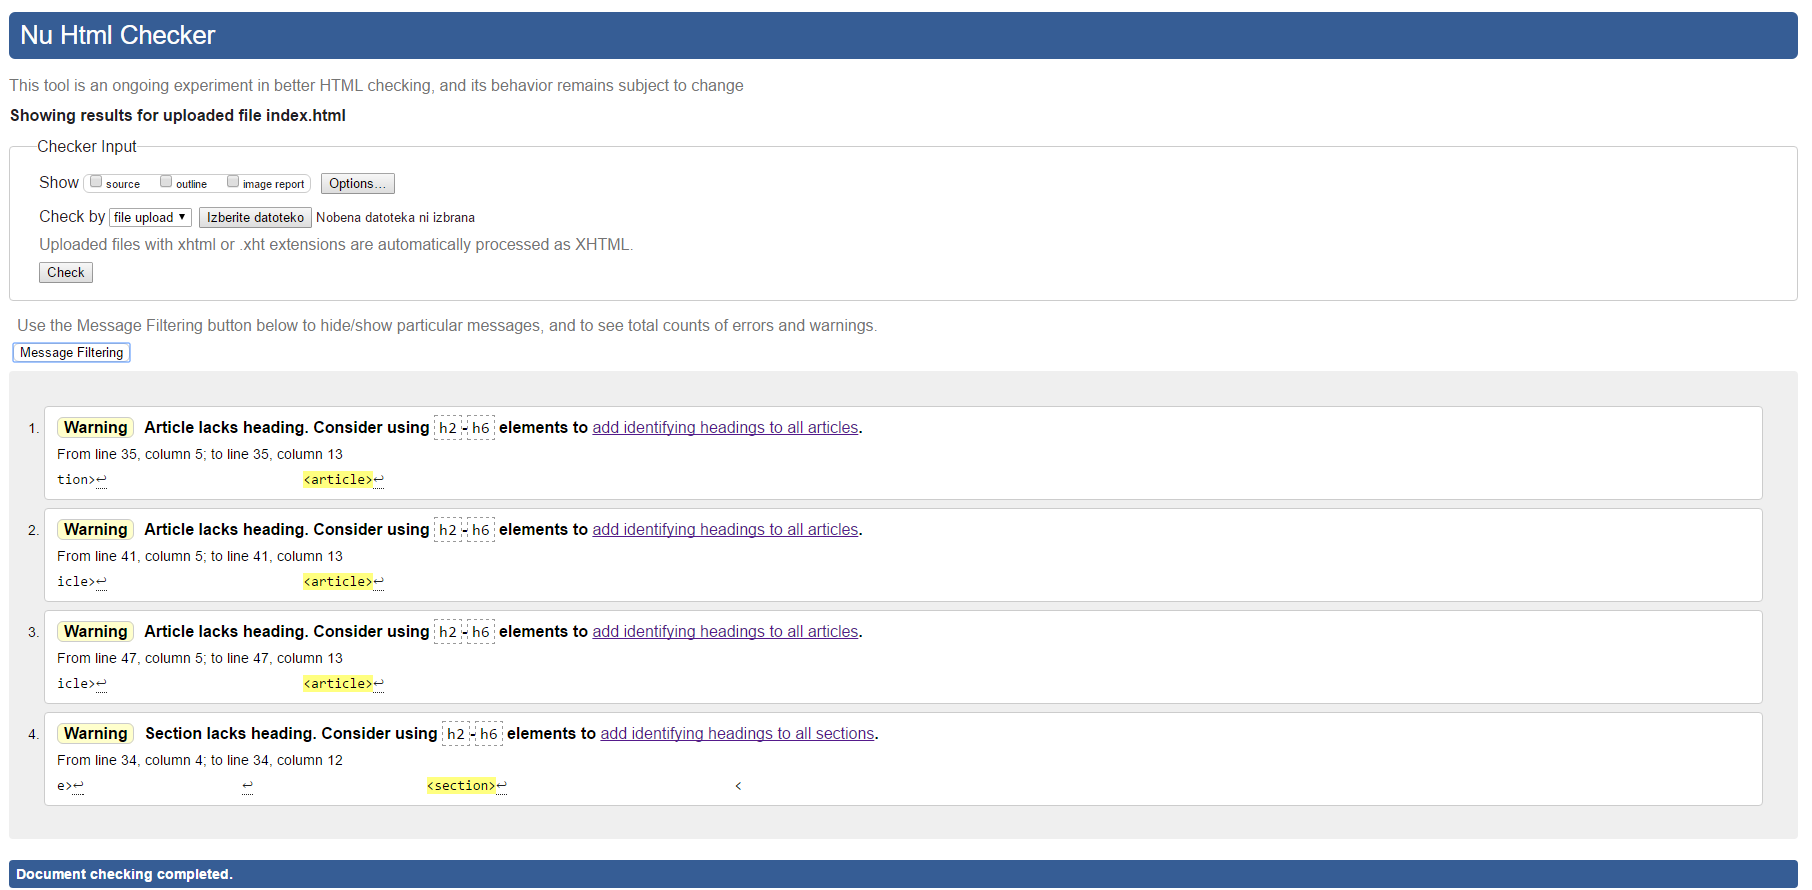 Nu Html Checker
This tool is an ongoing experiment in better HTML checking, and its behavior remains subject to change
Showing results for uploaded file index.html
Checker Input
Show source outline image report Options...
Check by file upload ▼ Izberite datoteko Nobena datoteka ni izbrana
Uploaded files with xhtml or .xht extensions are automatically processed as XHTML.
Check
Use the Message Filtering button below to hide/show particular messages, and to see total counts of errors and warnings.
Message Filtering
1. Warning Article lacks heading. Consider using h2-h6 elements to add identifying headings to all articles.
From line 35, column 5; to line 35, column 13
tion>↩ <article>↩
2. Warning Article lacks heading. Consider using h2-h6 elements to add identifying headings to all articles.
From line 41, column 5; to line 41, column 13
icle>↩ <article>↩
3. Warning Article lacks heading. Consider using h2-h6 elements to add identifying headings to all articles.
From line 47, column 5; to line 47, column 13
icle>↩ <article>↩
4. Warning Section lacks heading. Consider using h2-h6 elements to add identifying headings to all sections.
From line 34, column 4; to line 34, column 12
e>↩ ↩ <section>↩ <
Document checking completed.